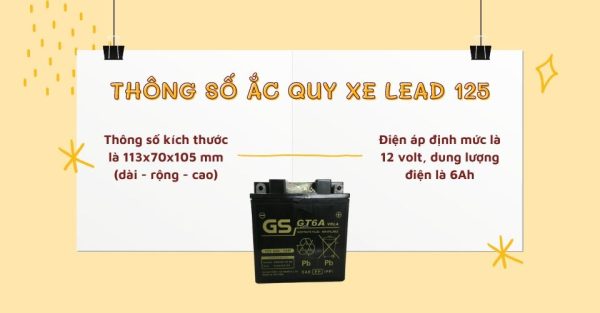 THÔNG SỐ ẮC QUY XE LEAD 125
Thông số kích thước
là 113x70x105 mm
(dài - rộng - cao)
Điện áp định mức là
12 volt, dung lượng
điện là 6Ah
GS
GT6A
Pb
Pb